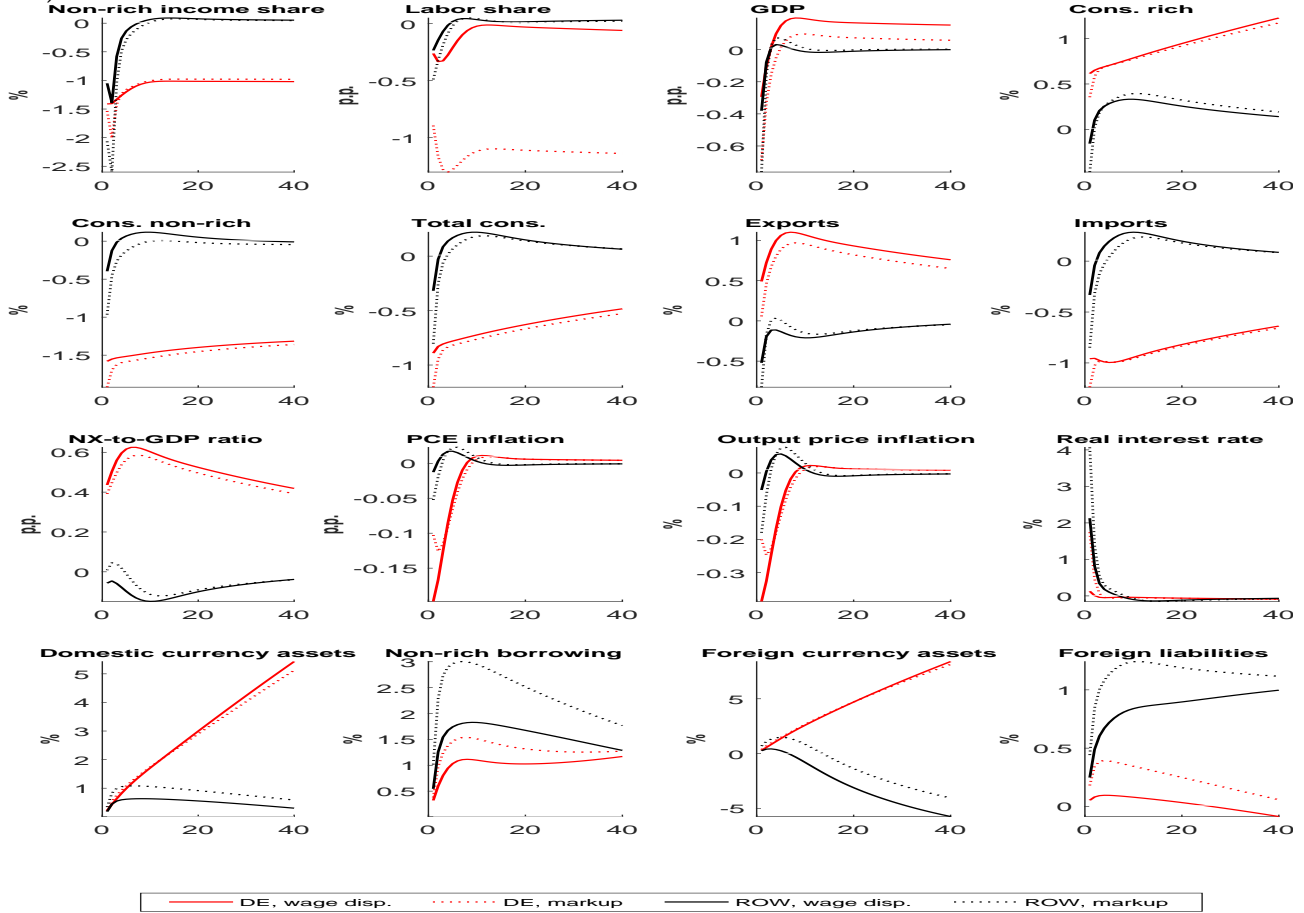 Non-rich income share
0
-0.5
-1
-1.5
-2
-2.5
%
0 20 40
Labor share
0
-0.5
-1
p.p.
0 20 40
GDP
0
-0.2
-0.4
-0.6
p.p.
0 20 40
Cons. rich
1
0.5
0
%
0 20 40
Cons. non-rich
0
-0.5
-1
-1.5
%
0 20 40
Total cons.
0
-0.5
-1
%
0 20 40
Exports
1
0.5
0
-0.5
%
0 20 40
Imports
0
-0.5
-1
%
0 20 40
NX-to-GDP ratio
0.6
0.4
0.2
0
p.p.
0 20 40
PCE inflation
0
-0.05
-0.1
-0.15
p.p.
0 20 40
Output price inflation
0
-0.1
-0.2
-0.3
%
0 20 40
Real interest rate
4
3
2
1
0
%
0 20 40
Domestic currency assets
5
4
3
2
1
%
0 20 40
Non-rich borrowing
3
2.5
2
1.5
1
0.5
%
0 20 40
Foreign currency assets
5
0
-5
%
0 20 40
Foreign liabilities
1
0.5
0
%
0 20 40
DE, wage disp. DE, markup ROW, wage disp. ROW, markup